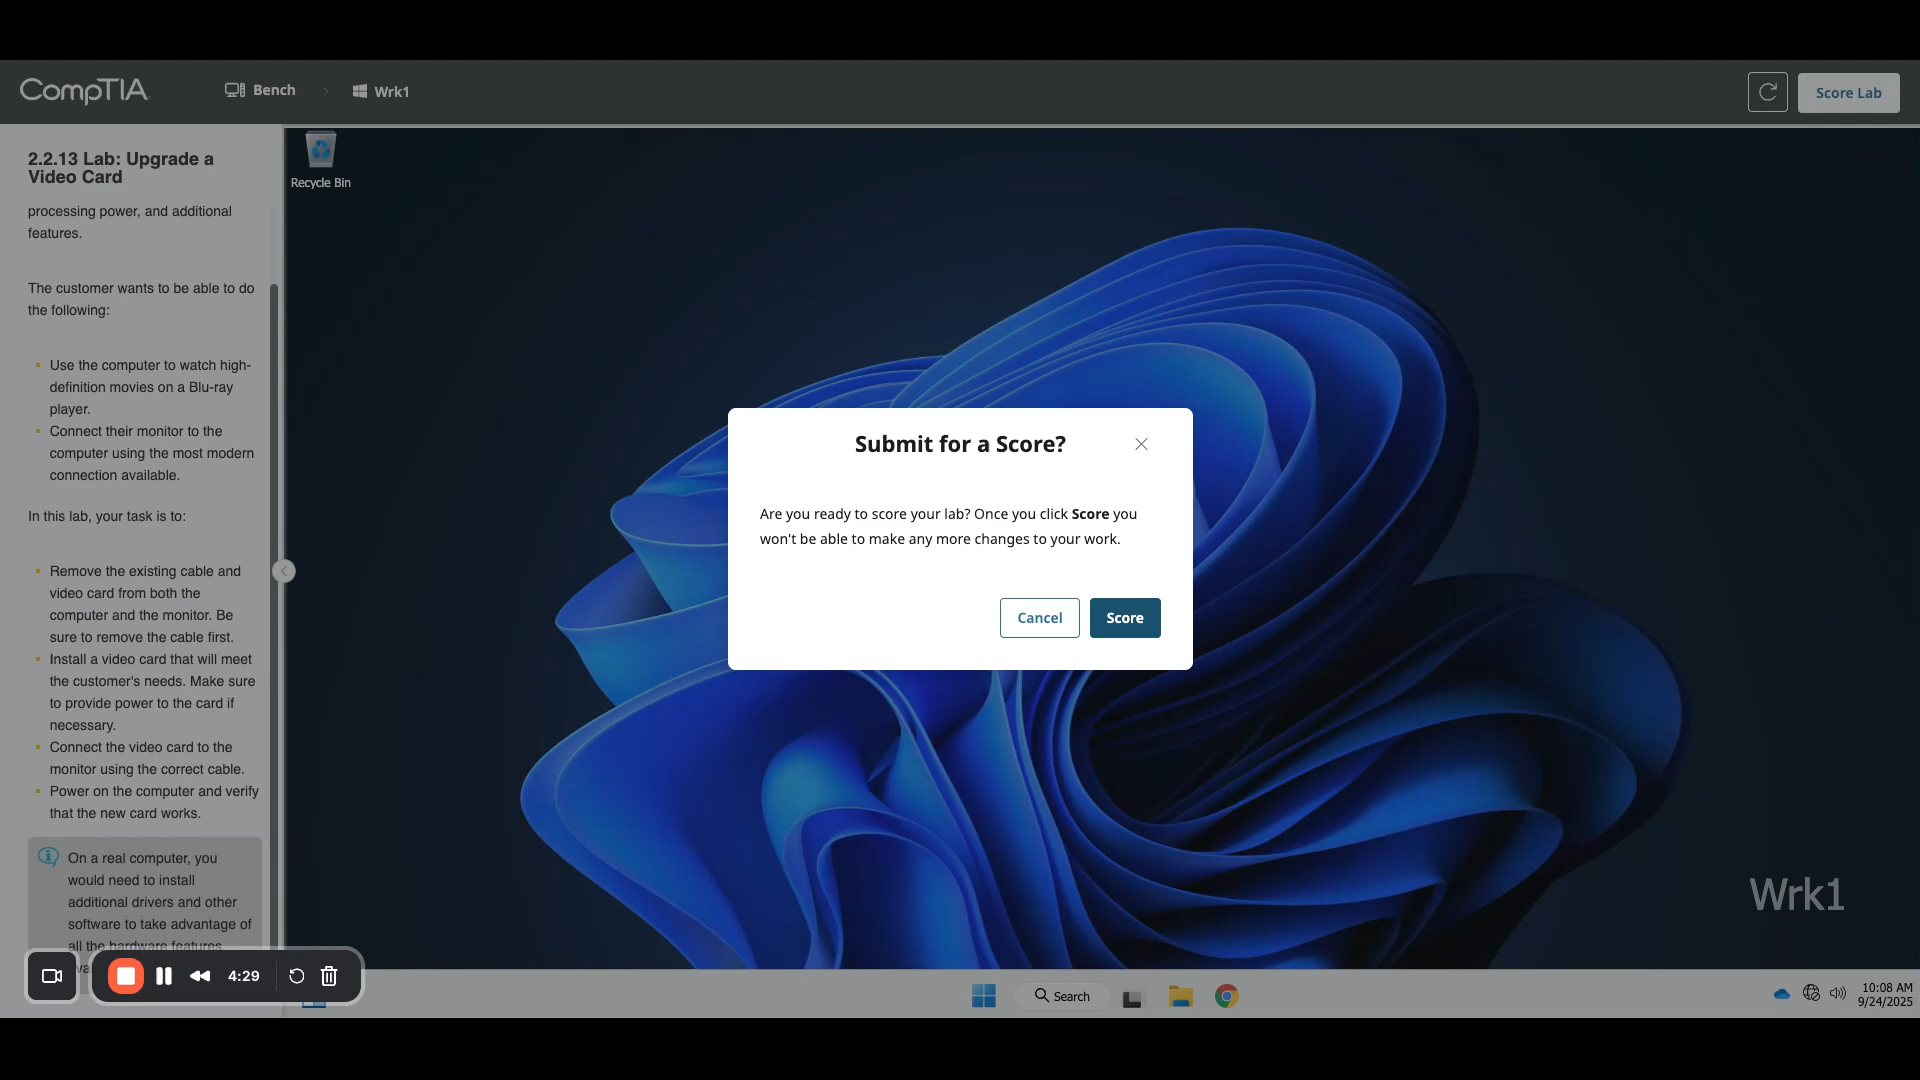 CompTIA
Bench
Wrk1
Score Lab
2.2.13 Lab: Upgrade a
Video Card
processing power, and additional
features.
The customer wants to be able to do
the following:
Use the computer to watch high-
definition movies on a Blu-ray
player.
Connect their monitor to the
computer using the most modern
connection available.
In this lab, your task is to:
Remove the existing cable and
video card from both the
computer and the monitor. Be
sure to remove the cable first.
Install a video card that will meet
the customer's needs. Make sure
to provide power to the card if
necessary.
Connect the video card to the
monitor using the correct cable.
Power on the computer and verify
that the new card works.
On a real computer, you
would need to install
additional drivers and other
software to take advantage of
all the hardware features
4:29
Recycle Bin
Submit for a Score?
Are you ready to score your lab? Once you click Score you
won't be able to make any more changes to your work.
Cancel
Score
Wrk1
Search
10:08 AM
9/24/2025